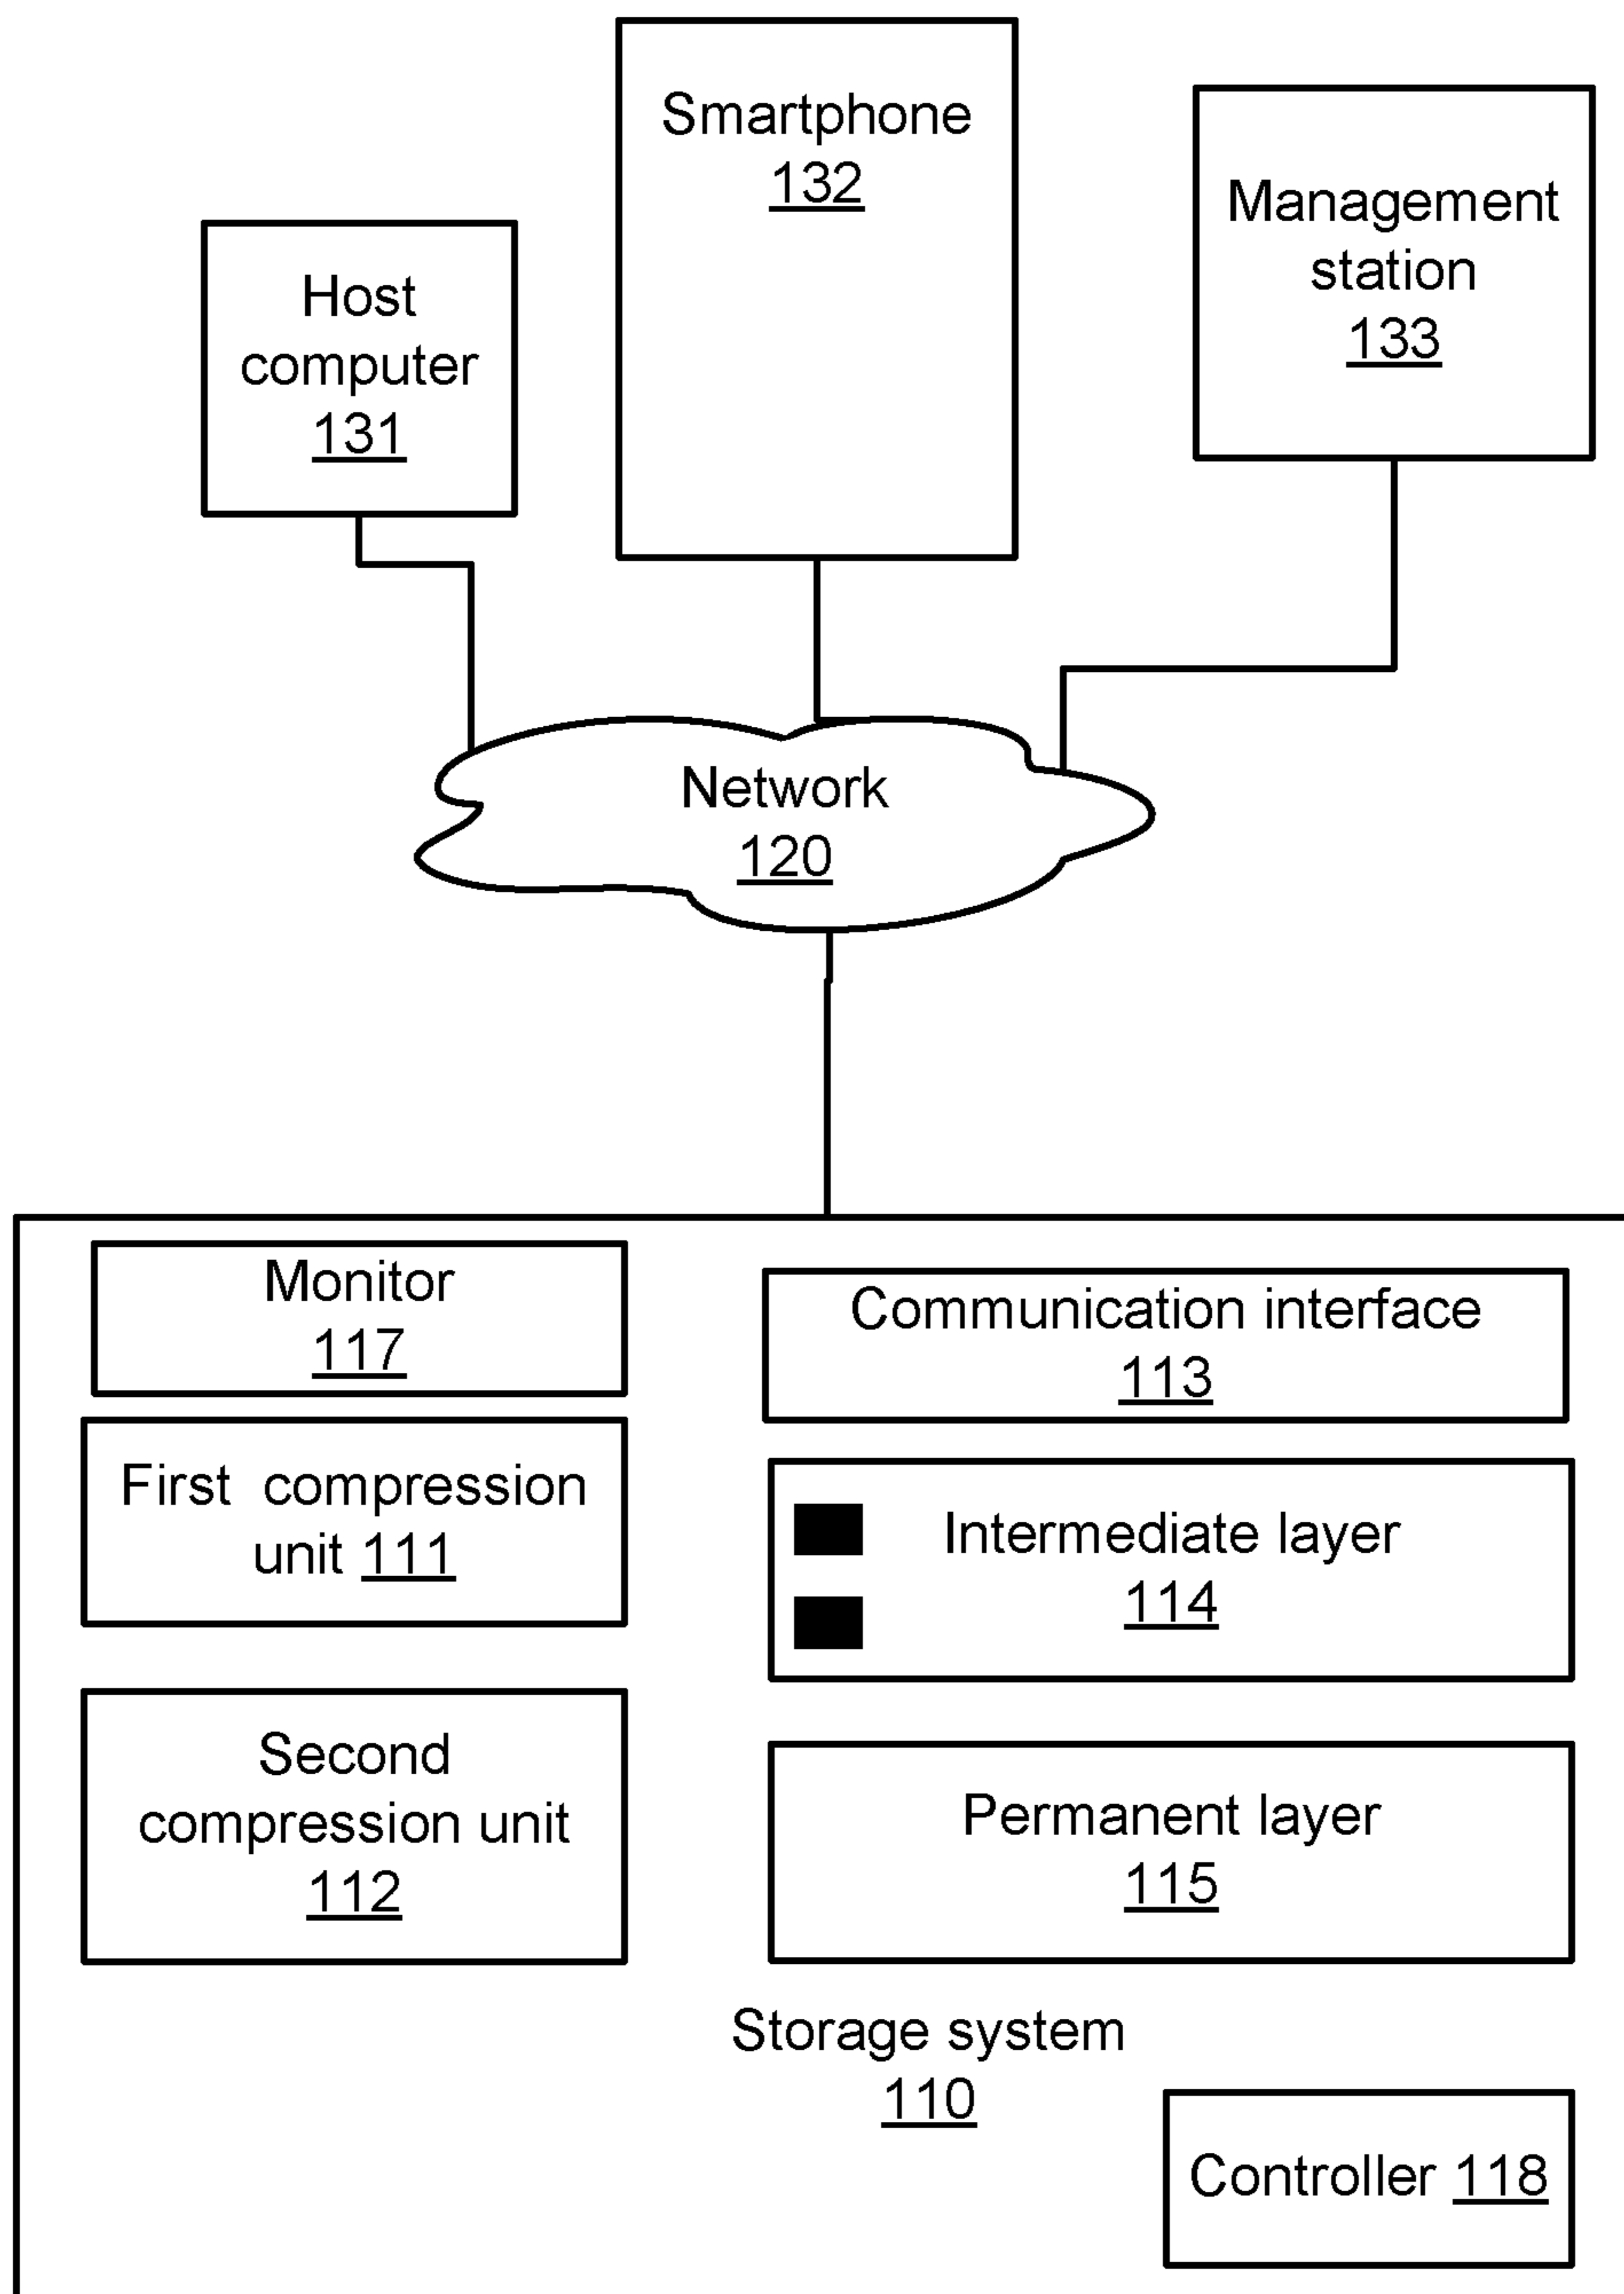 Smartphone
132
Management
station
133
Host
computer
131
Network
120
Monitor
117
Communication interface
113
First compression
unit 111
Intermediate layer
114
Second
compression unit
112
Permanent layer
115
Storage system
110
Controller 118